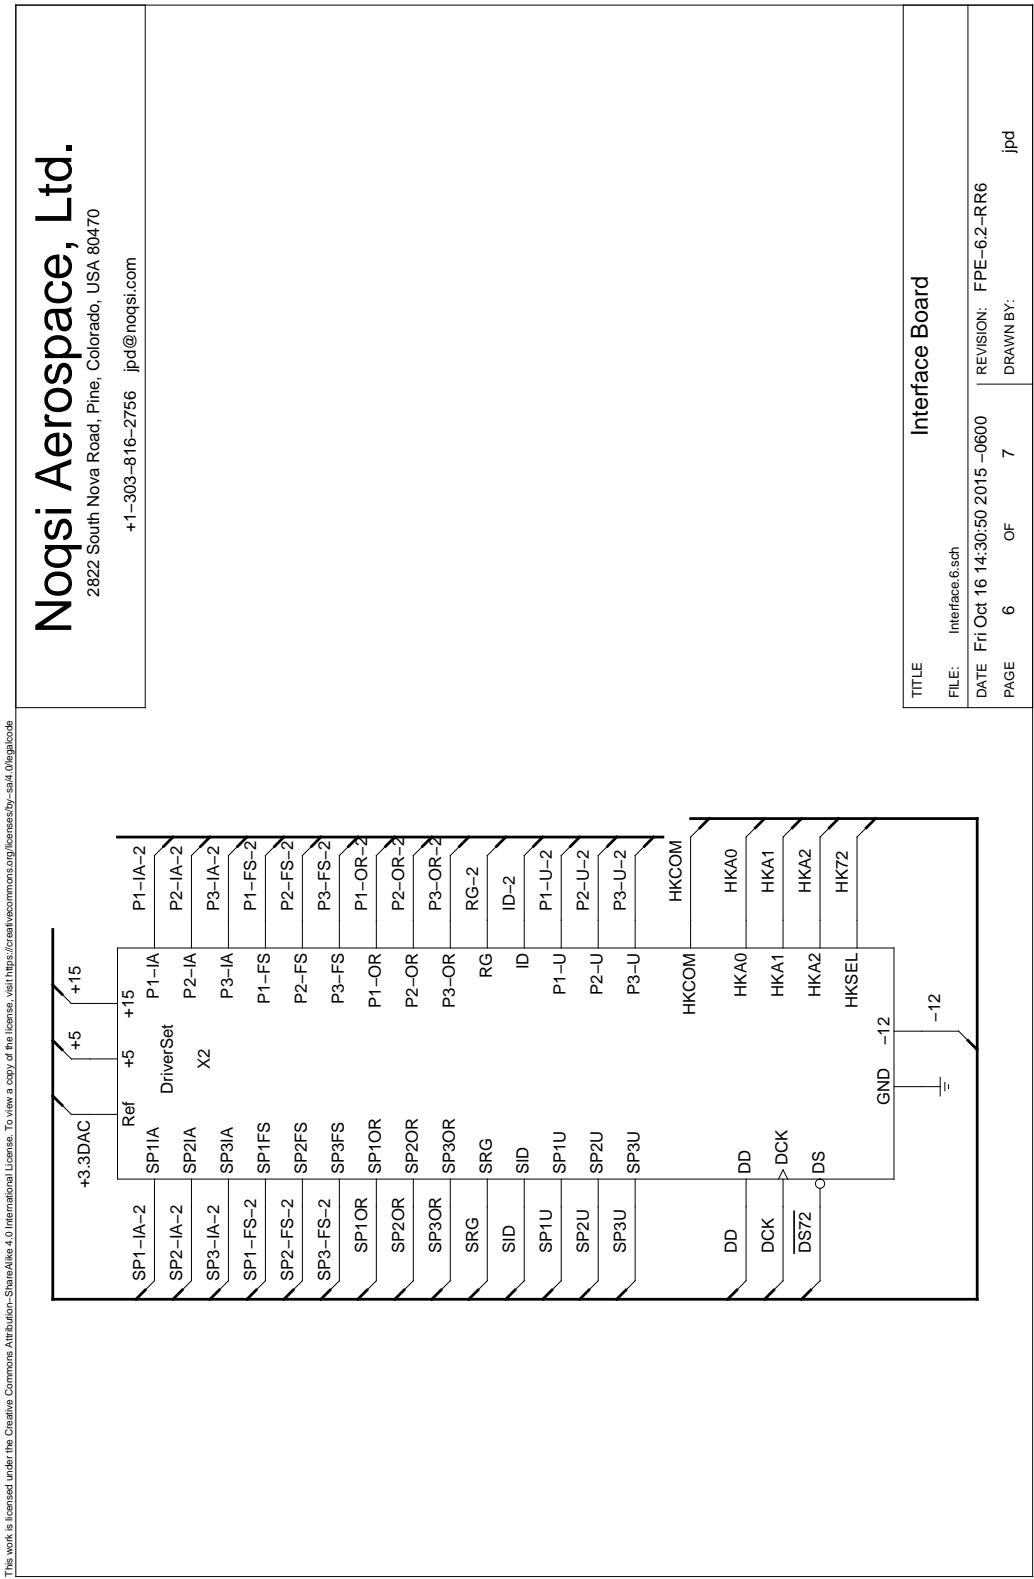 This work is licensed under the Creative Commons Attribution−ShareAlike 4.0 International License. To view a copy of the license, visit https://creativecommons.org/licenses/by−sa/4.0/legalcode
Noqsi Aerospace, Ltd.
2822 South Nova Road, Pine, Colorado, USA 80470
+1−303−816−2756 jpd@noqsi.com
+3.3DAC
+5
+15
Ref
+5
+15
DriverSet
X2
SP1−IA−2
SP1IA
P1−IA
P1−IA−2
SP2−IA−2
SP2IA
P2−IA
P2−IA−2
SP3−IA−2
SP3IA
P3−IA
P3−IA−2
SP1−FS−2
SP1FS
P1−FS
P1−FS−2
SP2−FS−2
SP2FS
P2−FS
P2−FS−2
SP3−FS−2
SP3FS
P3−FS
P3−FS−2
SP1OR
SP1OR
P1−OR
P1−OR−2
SP2OR
SP2OR
P2−OR
P2−OR−2
SP3OR
SP3OR
P3−OR
P3−OR−2
SRG
SRG
RG
RG−2
SID
SID
ID
ID−2
SP1U
SP1U
P1−U
P1−U−2
SP2U
SP2U
P2−U
P2−U−2
SP3U
SP3U
P3−U
P3−U−2
HKCOM
HKCOM
DD
DD
HKA0
HKA0
DCK
DCK
HKA1
HKA1
DS72
DS
HKA2
HKA2
HKSEL
HK72
GND
−12
−12
TITLE
Interface Board
FILE: Interface.6.sch
DATE Fri Oct 16 14:30:50 2015 −0600
REVISION: FPE−6.2−RR6
PAGE 6 OF 7
DRAWN BY: jpd